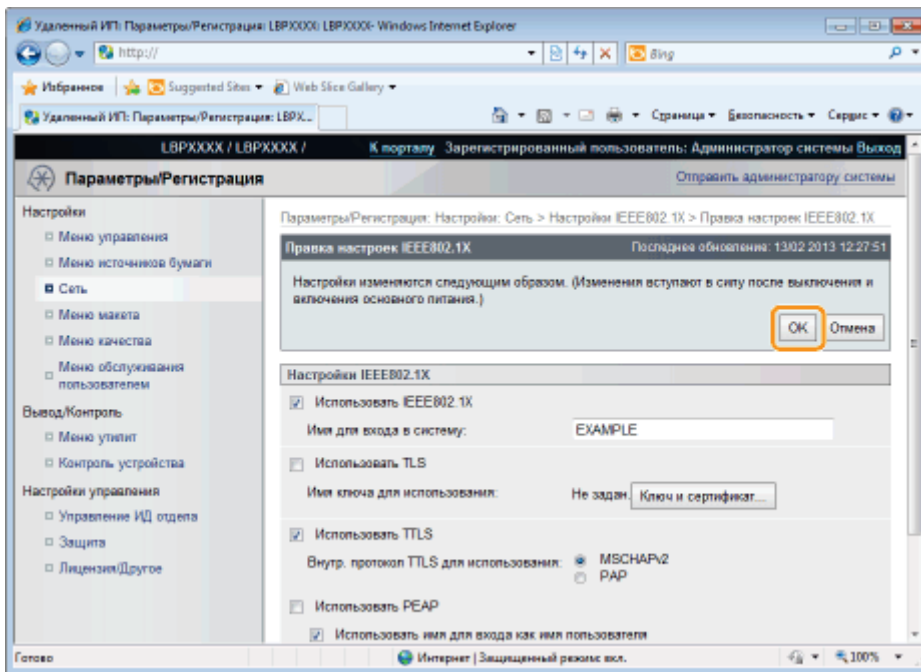 Удаленный ИП: Параметры/Регистрация: LBPXXXX: LBPXXXX- Windows Internet Explorer
http://
Bing
Избранное Suggested Sites Web Slice Gallery
Удаленный ИП: Параметры/Регистрация: LBPX...
Страница Безопасность Сервис
LBPXXXX / LBPXXXX / К порталу Зарегистрированный пользователь: Администратор системы Выход
Параметры/Регистрация
Отправить администратору системы
Настройки
Меню управления
Меню источников бумаги
Сеть
Меню макета
Меню качества
Меню обслуживания
пользователем
Вывод/Контроль
Меню утилит
Контроль устройства
Настройки управления
Управление ИД отдела
Защита
Лицензия/Другое
Параметры/Регистрация: Настройки: Сеть > Настройки IEEE802.1X > Правка настроек IEEE802.1X
Правка настроек IEEE802.1X
Последнее обновление: 13/02 2013 12:27:51
Настройки изменяются следующим образом. (Изменения вступают в силу после выключения и
включения основного питания.)
OK Отмена
Настройки IEEE802.1X
Использовать IEEE802.1X
Имя для входа в систему: EXAMPLE
Использовать TLS
Имя ключа для использования: Не задан. Ключ и сертификат...
Использовать TTLS
Внутр. протокол TTLS для использования: MSCHAPv2
PAP
Использовать PEAP
Использовать имя для входа как имя пользователя
Готово
Интернет | Защищенный режим: вкл.
100%